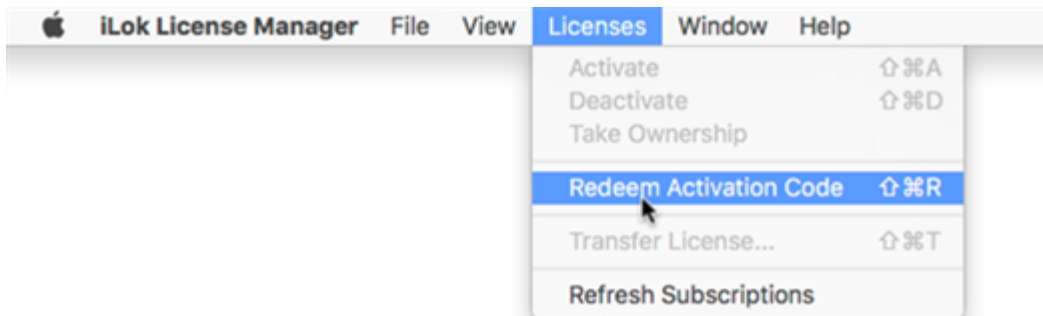 iLok License Manager File View Licenses Window Help
Activate ⇧⌘A
Deactivate ⇧⌘D
Take Ownership
Redeem Activation Code ⇧⌘R
Transfer License... ⇧⌘T
Refresh Subscriptions